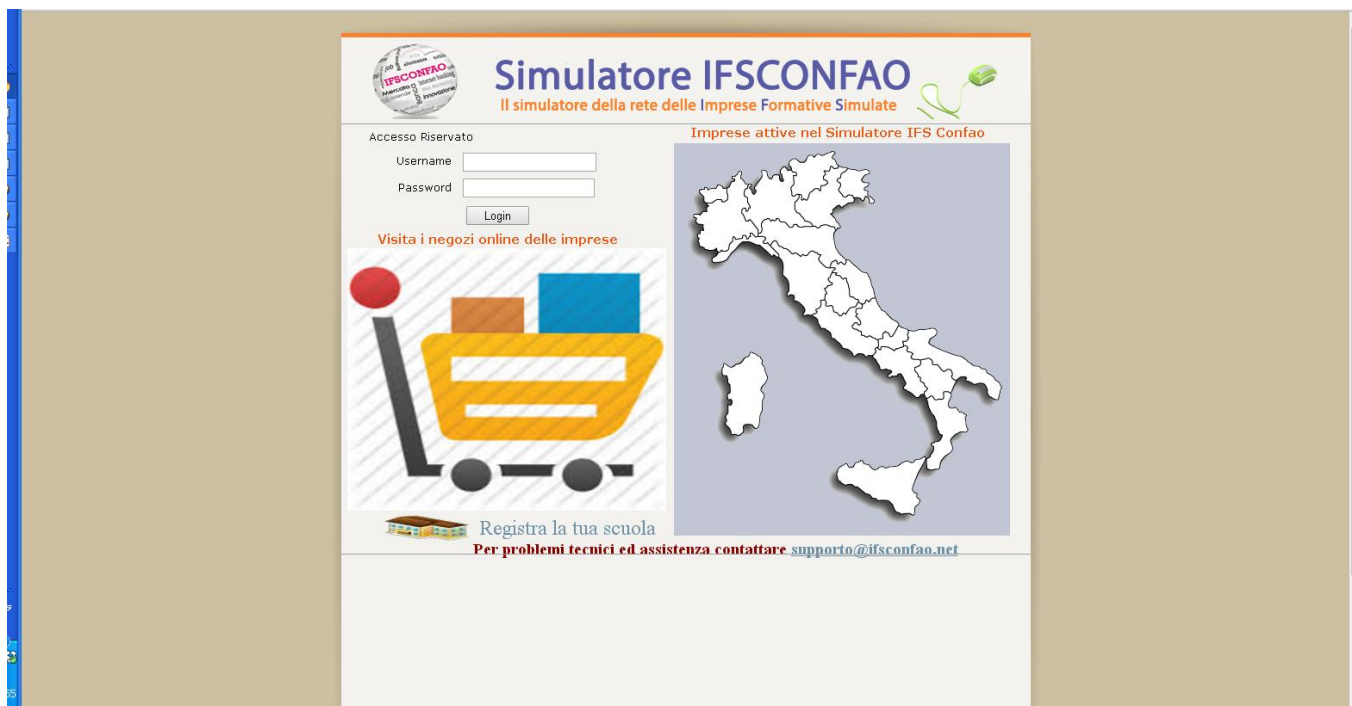 IFSCONFAO
Simulatore IFSCONFAO
Il simulatore della rete delle Imprese Formative Simulate
Accesso Riservato
Username
Password
Login
Visita i negozi online delle imprese
Registra la tua scuola
Imprese attive nel Simulatore IFS Confao
Per problemi tecnici ed assistenza contattare supporto@ifsconfao.net